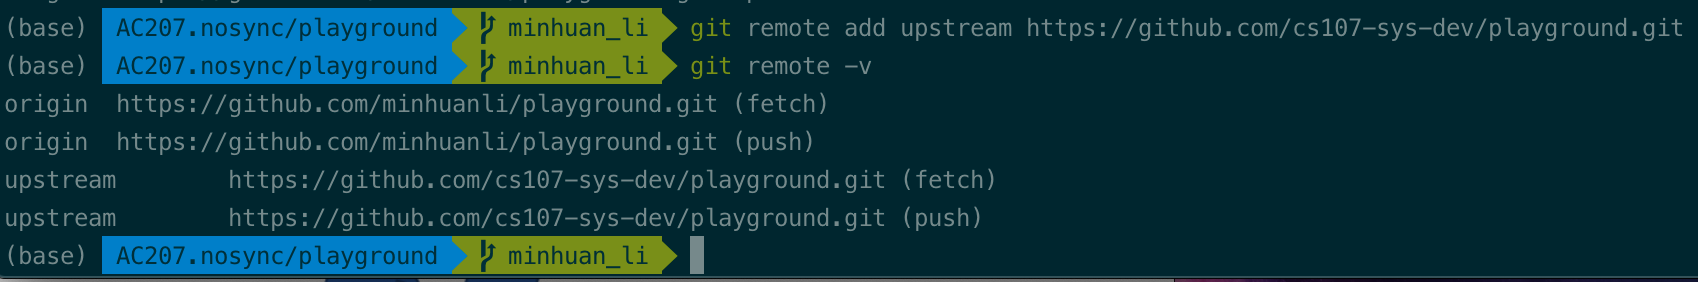 (base) AC207.nosync/playground minhuan_li git remote add upstream https://github.com/cs107-sys-dev/playground.git
(base) AC207.nosync/playground minhuan_li git remote -v
origin https://github.com/minhuanli/playground.git (fetch)
origin https://github.com/minhuanli/playground.git (push)
upstream https://github.com/cs107-sys-dev/playground.git (fetch)
upstream https://github.com/cs107-sys-dev/playground.git (push)
(base) AC207.nosync/playground minhuan_li